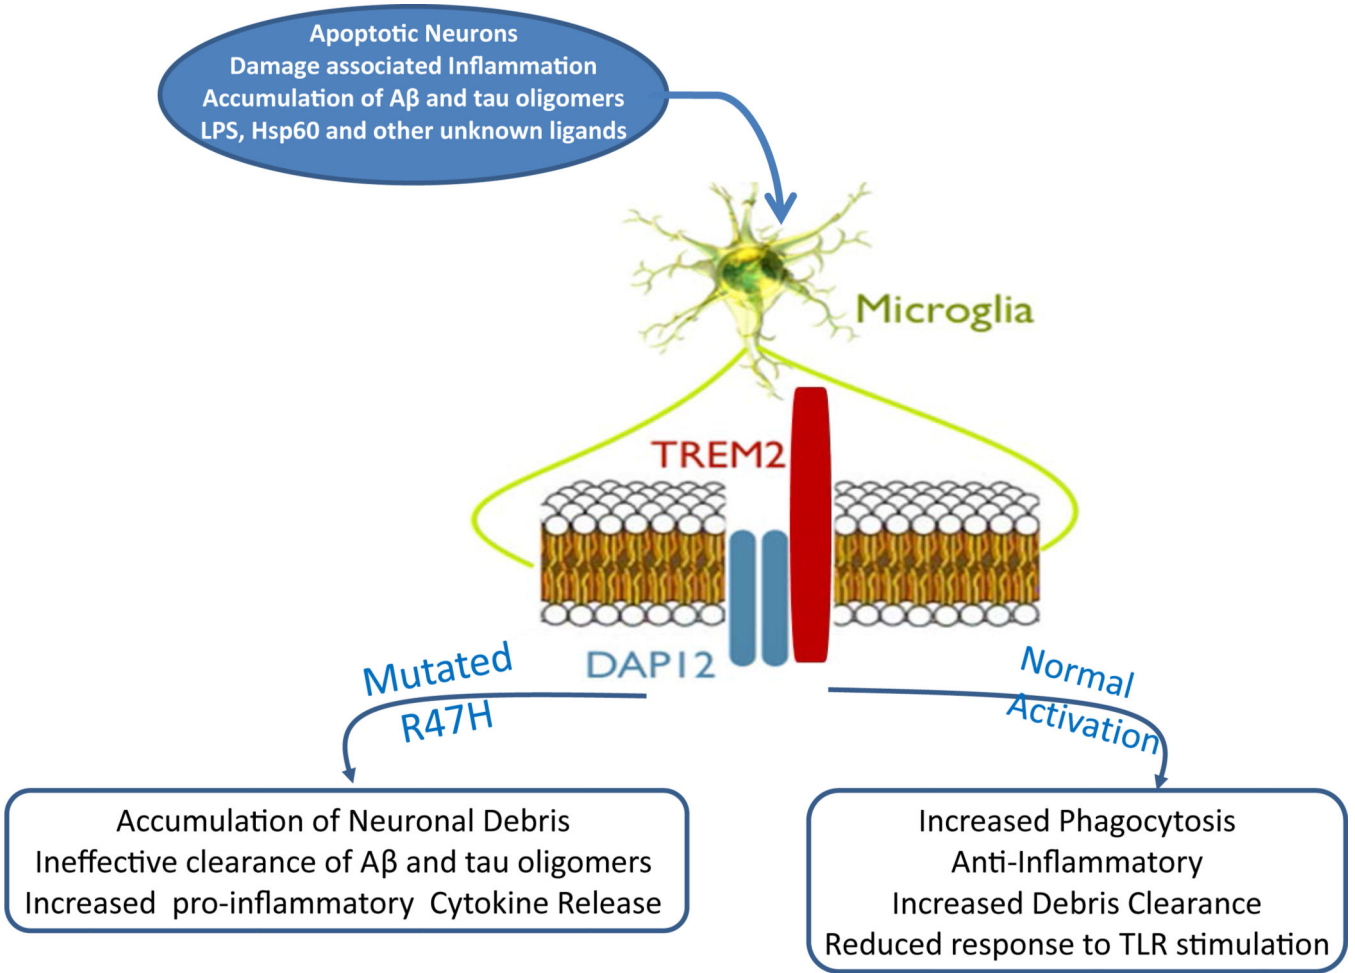 Apoptotic Neurons
Damage associated Inflammation
Accumulation of Aβ and tau oligomers
LPS, Hsp60 and other unknown ligands
Microglia
TREM2
DAP12
Mutated
R47H
Normal
Activation
Accumulation of Neuronal Debris
Ineffective clearance of Aβ and tau oligomers
Increased pro-inflammatory Cytokine Release
Increased Phagocytosis
Anti-Inflammatory
Increased Debris Clearance
Reduced response to TLR stimulation